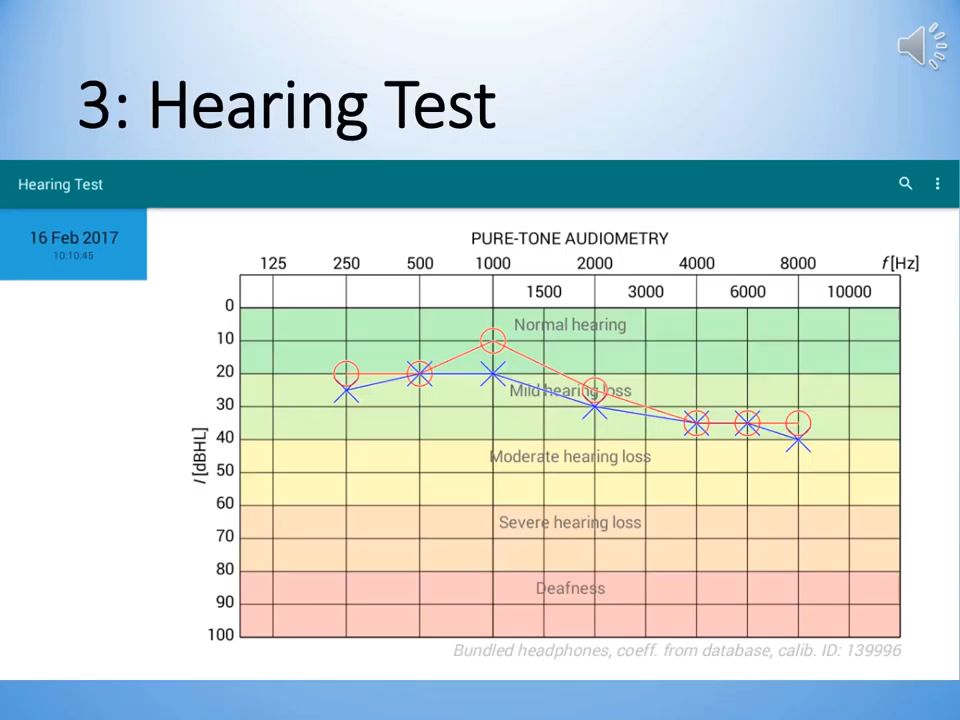 3: Hearing Test
Hearing Test
16 Feb 2017
10:10:45
PURE-TONE AUDIOMETRY
125 250 500 1000 2000 4000 8000 f[Hz]
1500 3000 6000 10000
0
Normal hearing
10
20
Mild hearing loss
30
40
I [dBHL]
Moderate hearing loss
50
60
Severe hearing loss
70
80
Deafness
90
100
Bundled headphones, coeff. from database, calib. ID: 139996